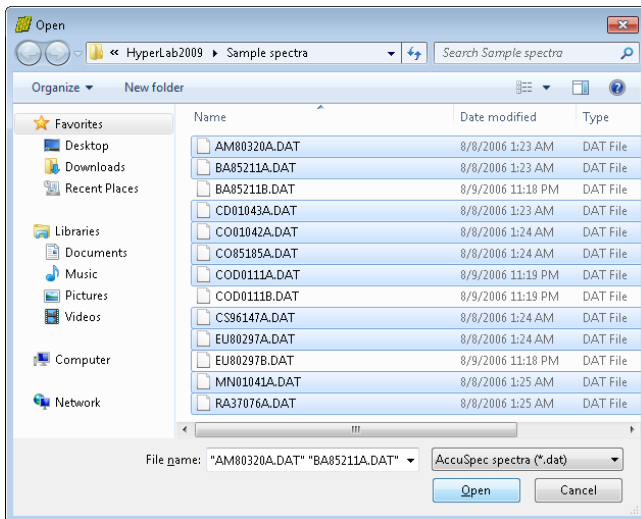 Open
« HyperLab2009 ▸ Sample spectra
Search Sample spectra
Organize ▾ New folder
Favorites
Desktop
Downloads
Recent Places
Libraries
Documents
Music
Pictures
Videos
Computer
Network
Name Date modified Type
AM80320A.DAT 8/8/2006 1:23 AM DAT File
BA85211A.DAT 8/8/2006 1:23 AM DAT File
BA85211B.DAT 8/9/2006 11:18 PM DAT File
CD01043A.DAT 8/8/2006 1:23 AM DAT File
CO01042A.DAT 8/8/2006 1:24 AM DAT File
CO85185A.DAT 8/8/2006 1:24 AM DAT File
COD0111A.DAT 8/9/2006 11:19 PM DAT File
COD0111B.DAT 8/9/2006 11:19 PM DAT File
CS96147A.DAT 8/8/2006 1:24 AM DAT File
EU80297A.DAT 8/8/2006 1:24 AM DAT File
EU80297B.DAT 8/9/2006 11:18 PM DAT File
MN01041A.DAT 8/8/2006 1:25 AM DAT File
RA37076A.DAT 8/8/2006 1:25 AM DAT File
File name: "AM80320A.DAT" "BA85211A.DAT" AccuSpec spectra (*.dat)
Open Cancel